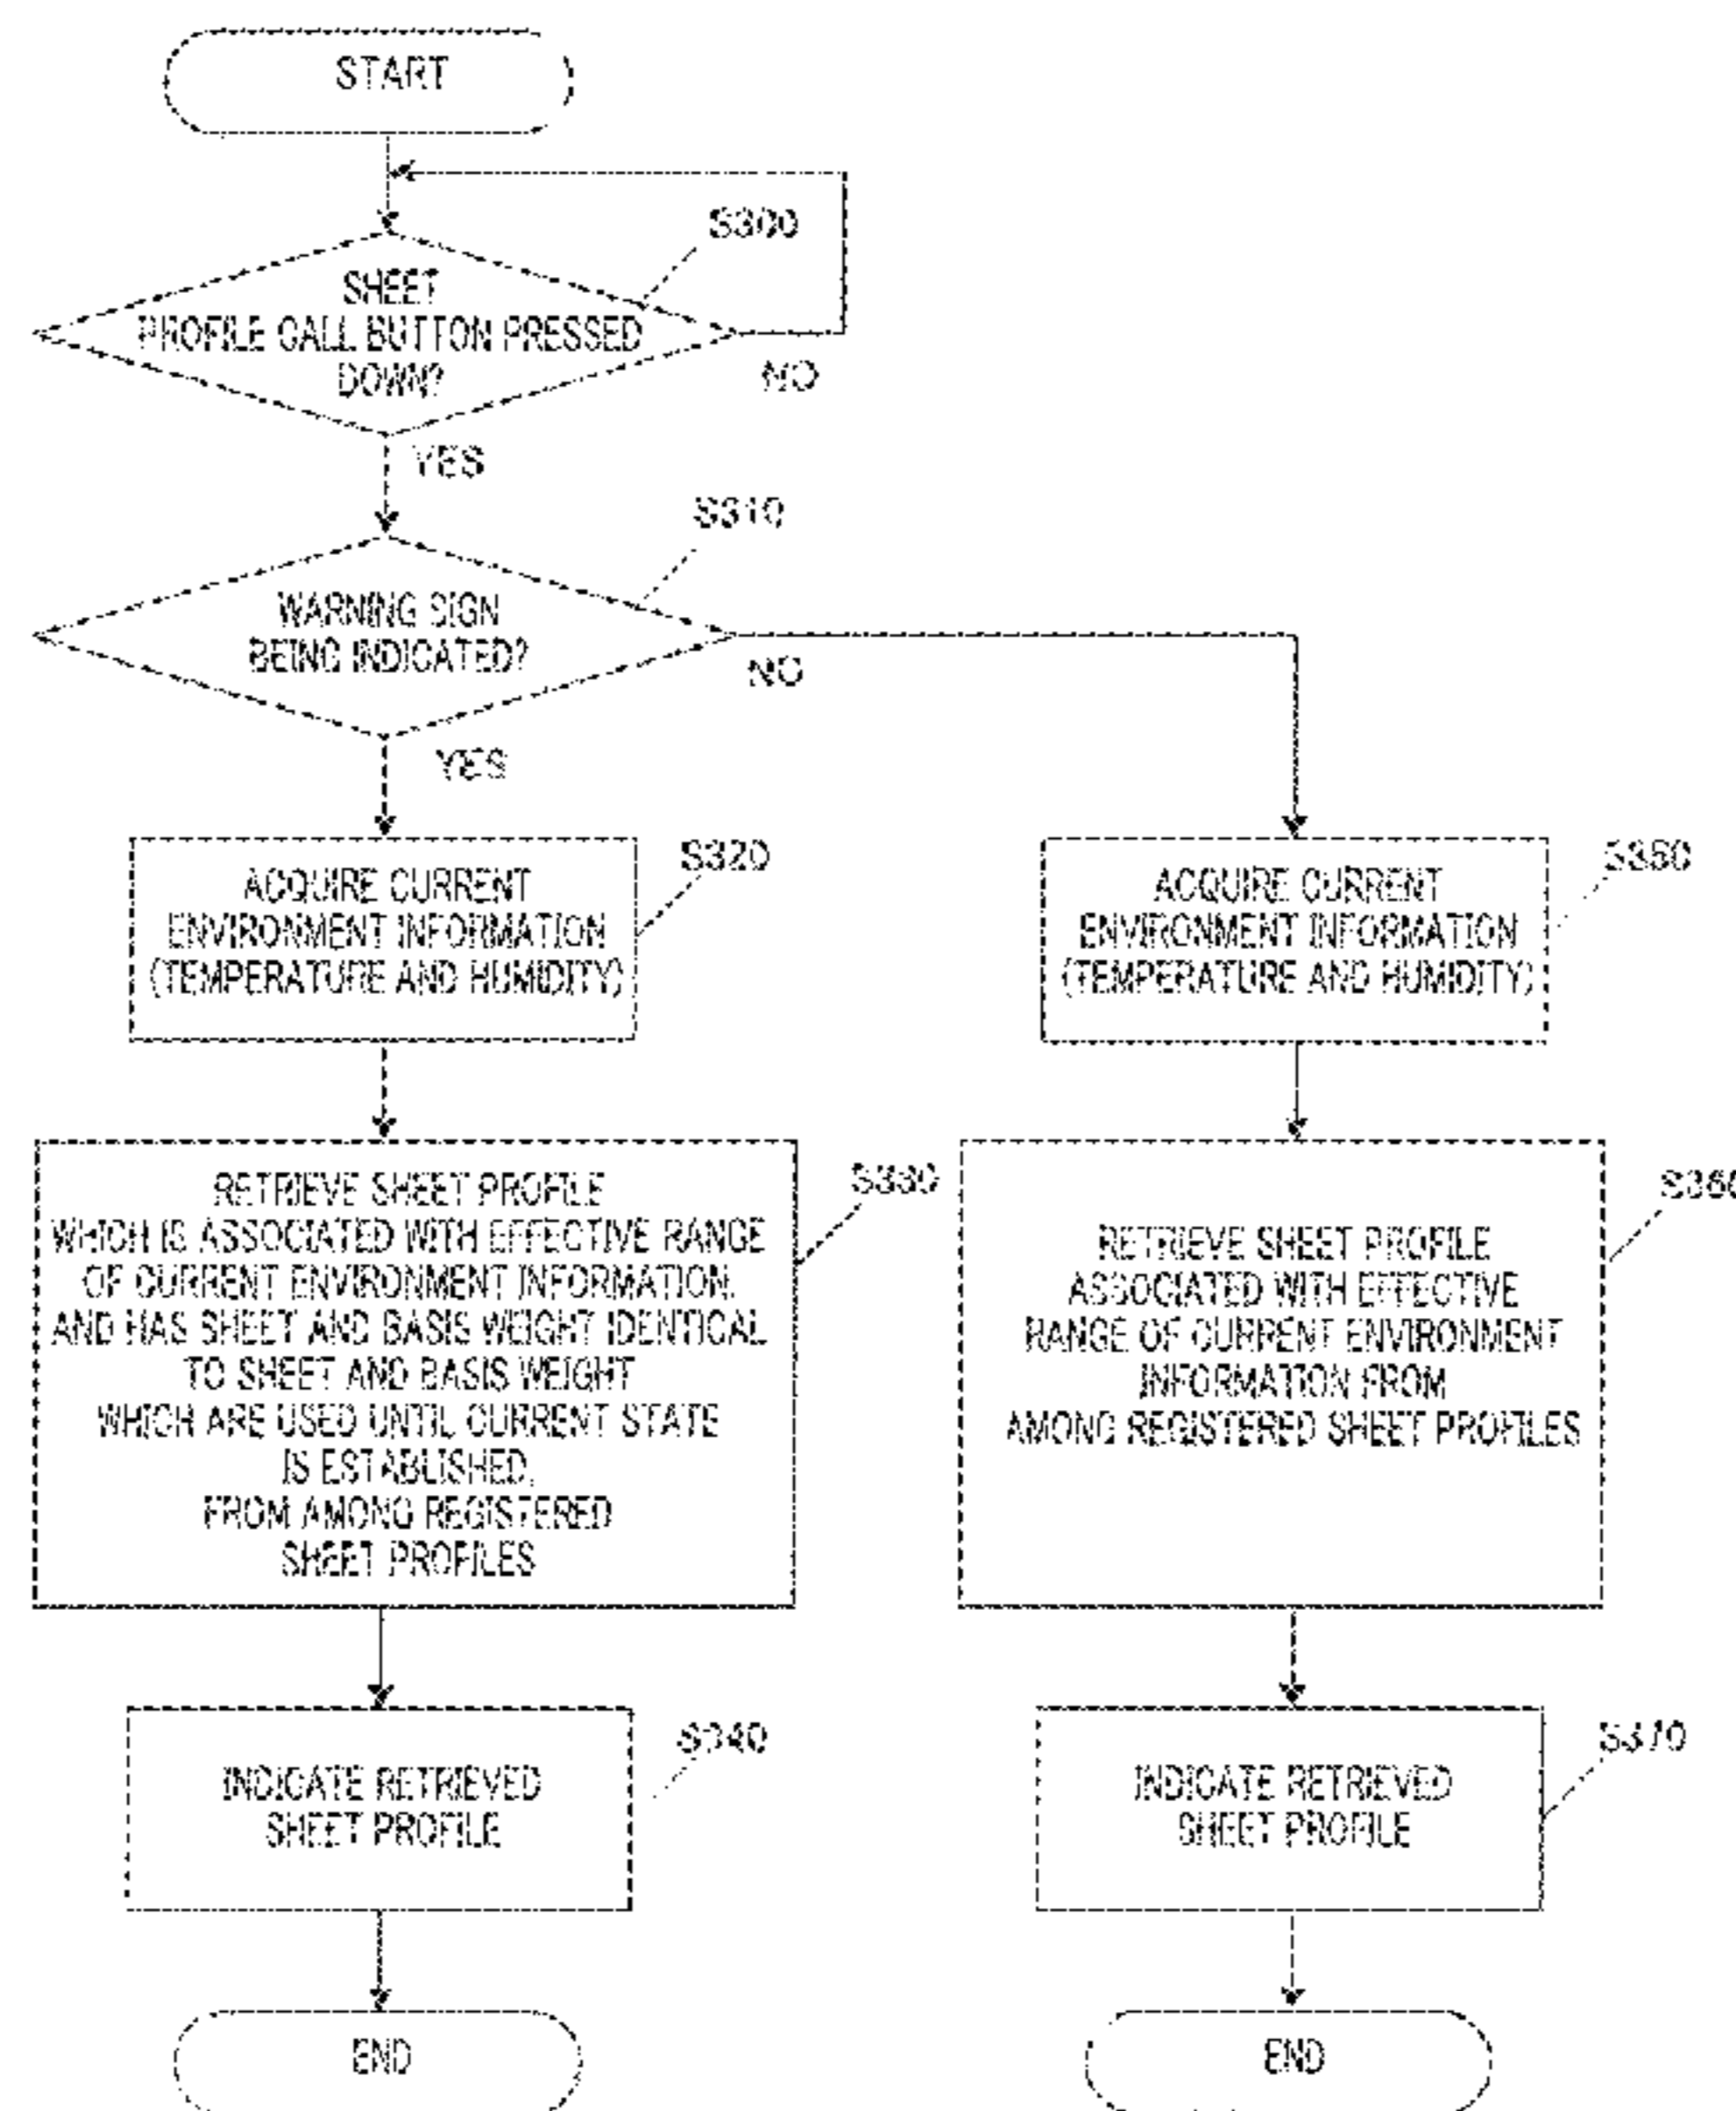 START
S300
SHEET
PROFILE CALL BUTTON PRESSED
DOWN?
NO
YES
S310
WARNING SIGN
BEING INDICATED?
NO
YES
S320
ACQUIRE CURRENT
ENVIRONMENT INFORMATION
(TEMPERATURE AND HUMIDITY)
S330
RETRIEVE SHEET PROFILE
WHICH IS ASSOCIATED WITH EFFECTIVE RANGE
OF CURRENT ENVIRONMENT INFORMATION,
AND HAS SHEET AND BASIS WEIGHT IDENTICAL
TO SHEET AND BASIS WEIGHT
WHICH ARE USED UNTIL CURRENT STATE
IS ESTABLISHED,
FROM AMONG REGISTERED
SHEET PROFILES
S340
INDICATE RETRIEVED
SHEET PROFILE
END
S350
ACQUIRE CURRENT
ENVIRONMENT INFORMATION
(TEMPERATURE AND HUMIDITY)
S360
RETRIEVE SHEET PROFILE
ASSOCIATED WITH EFFECTIVE
RANGE OF CURRENT ENVIRONMENT
INFORMATION FROM
AMONG REGISTERED SHEET PROFILES
S370
INDICATE RETRIEVED
SHEET PROFILE
END